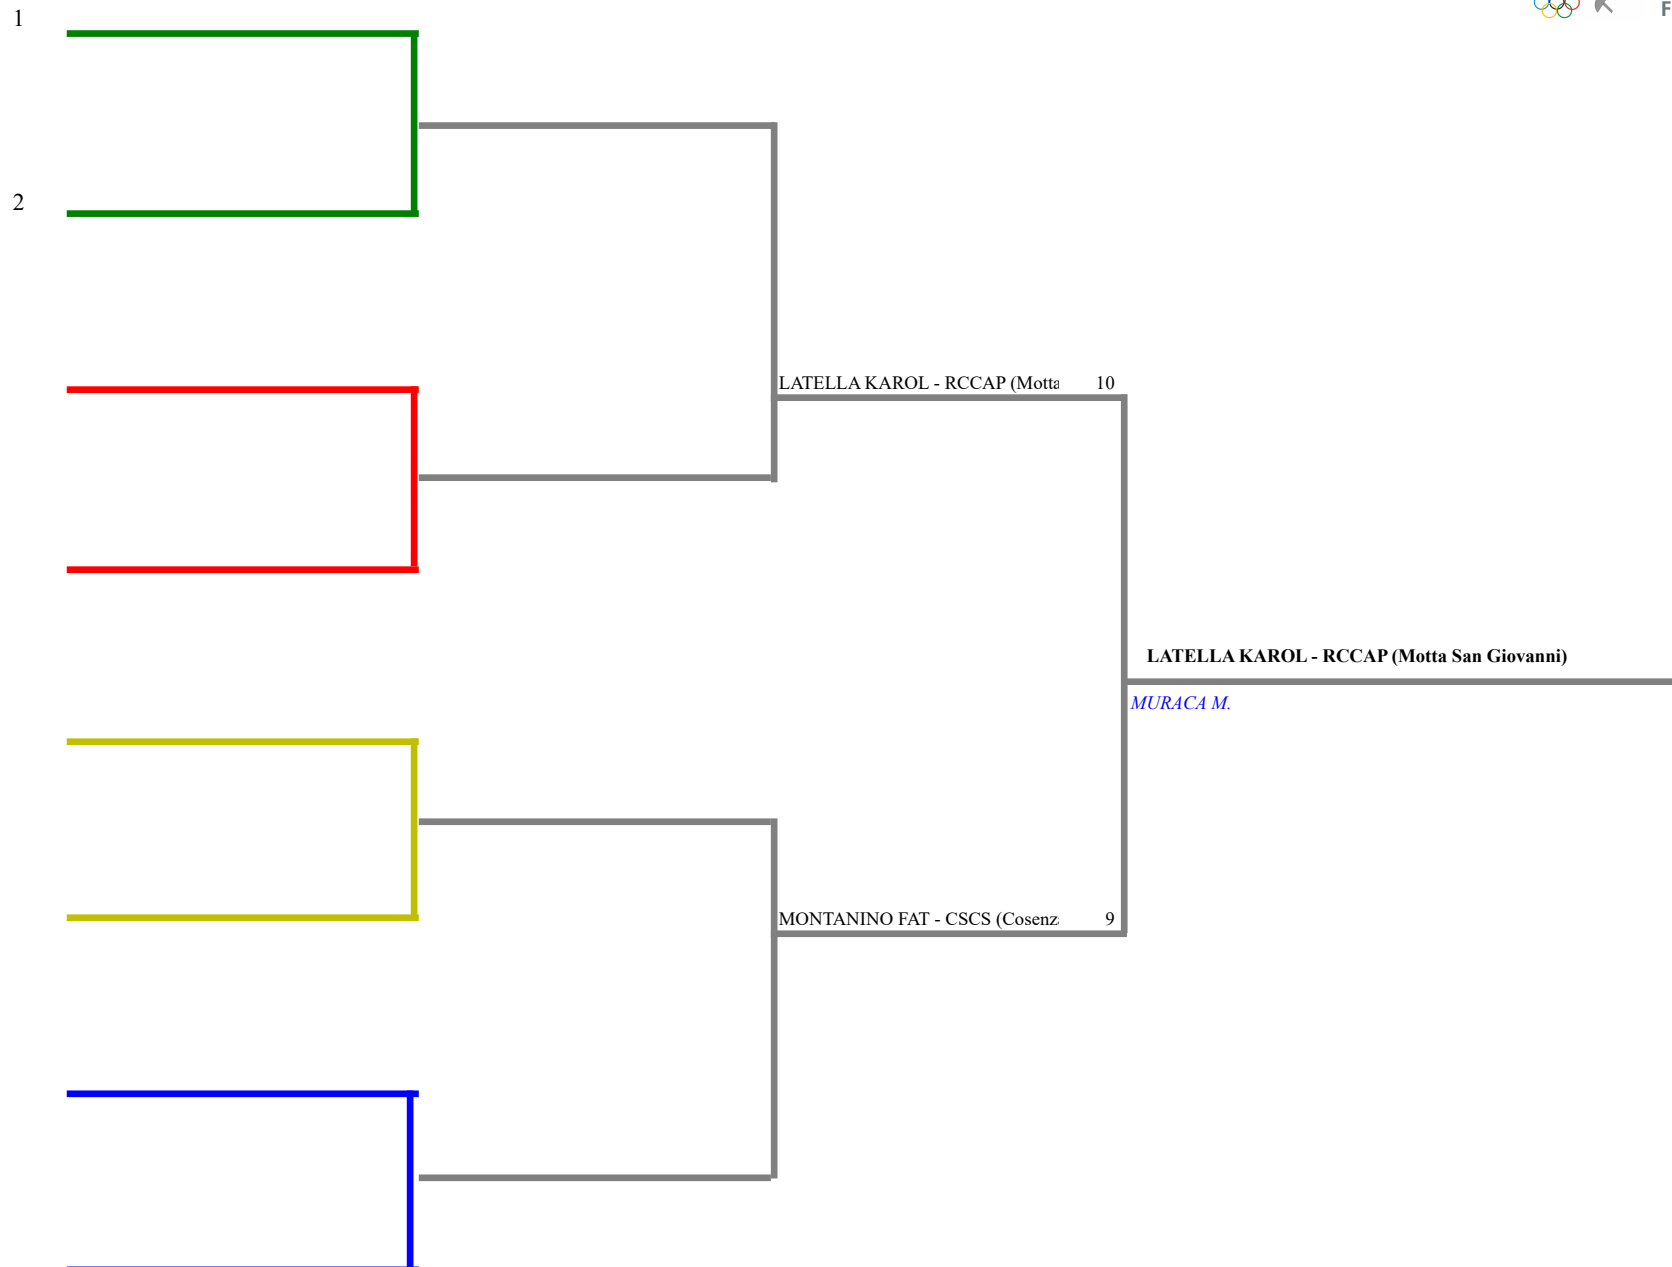 1
F
2
LATELLA KAROL - RCCAP (Motta 10
LATELLA KAROL - RCCAP (Motta San Giovanni)
MURACA M.
MONTANINO FAT - CSCS (Cosenz 9